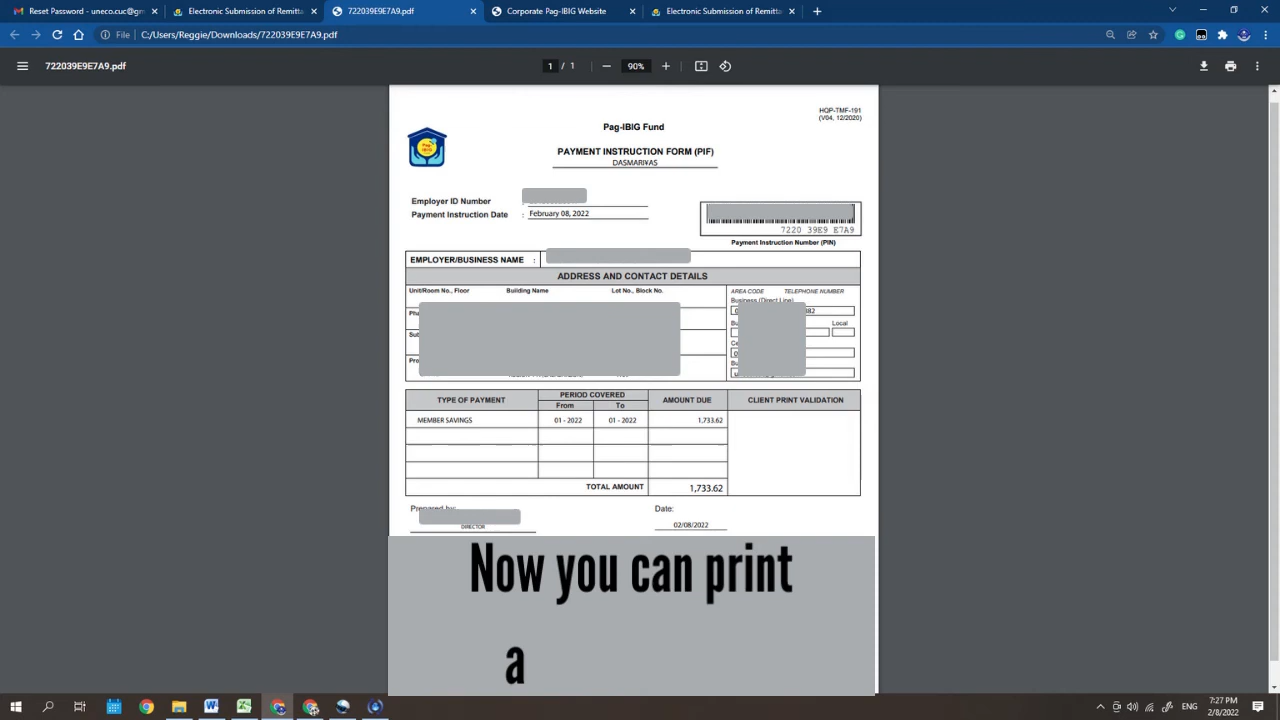 Reset Password - uneco.cuc@gm
Electronic Submission of Remitta
722039E9E7A9.pdf
Corporate Pag-IBIG Website
Electronic Submission of Remitta
File
C:/Users/Reggie/Downloads/722039E9E7A9.pdf
722039E9E7A9.pdf
1 / 1
90%
HQP-TMF-191
(V04, 12/2020)
Pag-IBIG Fund
PAYMENT INSTRUCTION FORM (PIF)
DASMARIÑAS
Employer ID Number :
Payment Instruction Date : February 08, 2022
7220 39E9 E7A9
Payment Instruction Number (PIN)
EMPLOYER/BUSINESS NAME :
ADDRESS AND CONTACT DETAILS
Unit/Room No., Floor Building Name Lot No., Block No.
AREA CODE TELEPHONE NUMBER
Business (Direct Line)
Local
TYPE OF PAYMENT PERIOD COVERED AMOUNT DUE CLIENT PRINT VALIDATION
From To
MEMBER SAVINGS 01 - 2022 01 - 2022 1,733.62
TOTAL AMOUNT 1,733.62
Prepared by: Date:
DIRECTOR 02/08/2022
Now you can print
a
ENG
7:27 PM
2/8/2022